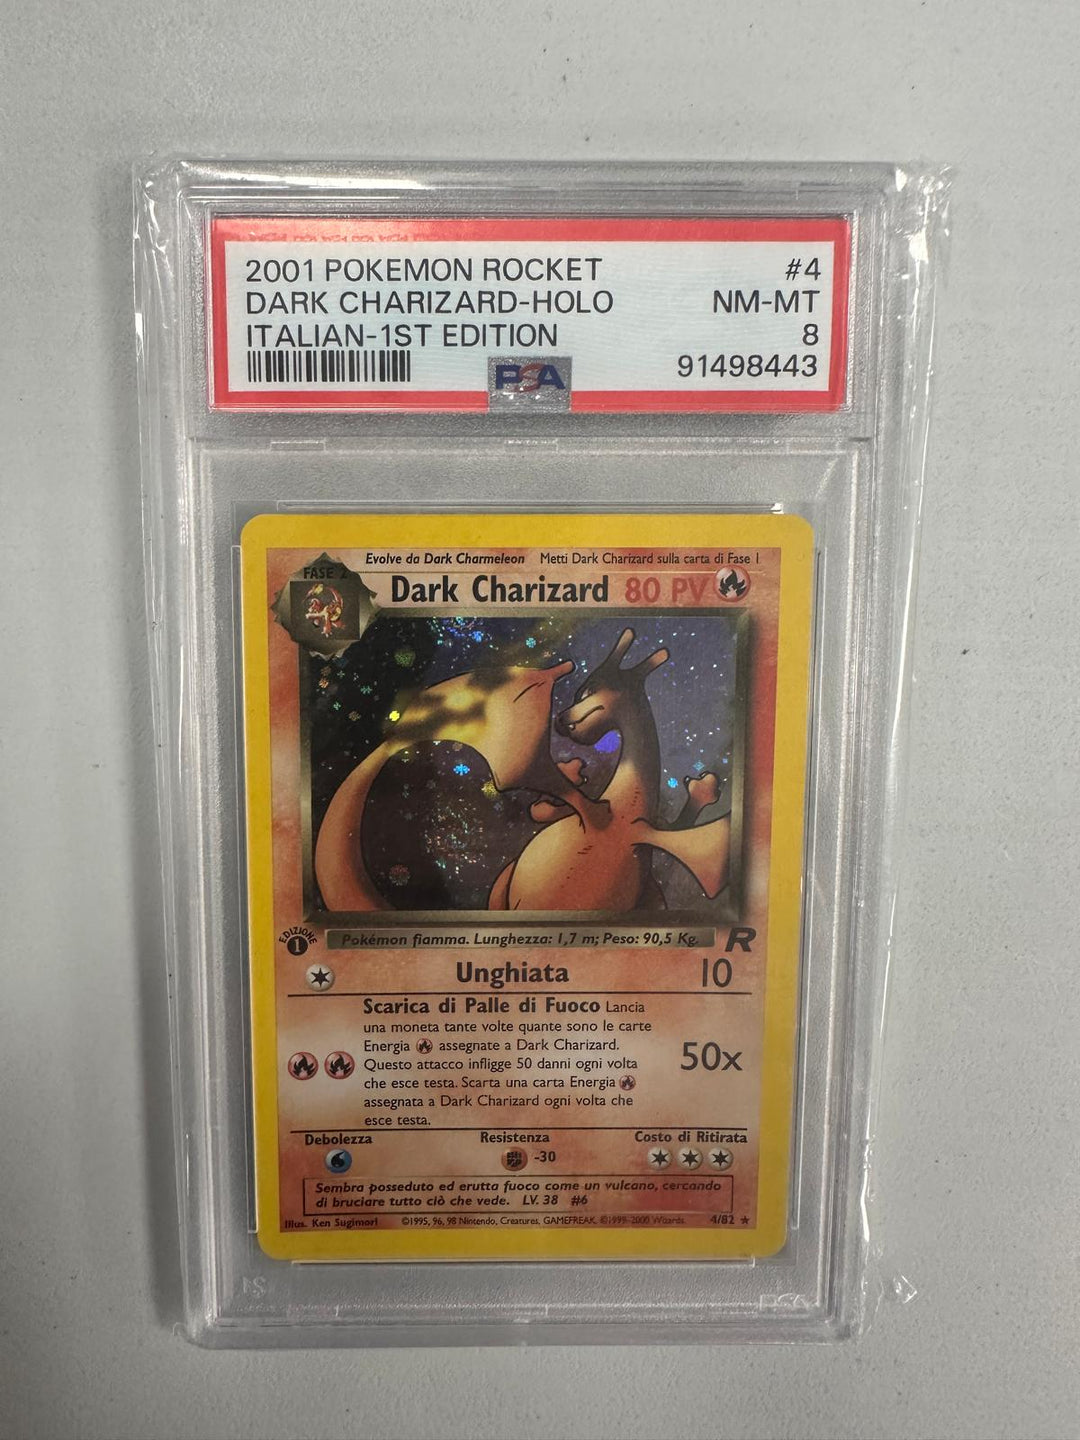 2001 POKEMON ROCKET #4
DARK CHARIZARD-HOLO NM-MT
ITALIAN-1ST EDITION 8
PSA 91498443
Evolve da Dark Charmeleon Metti Dark Charizard sulla carta di Fase 1
FASE 2
Dark Charizard 80 PV
EDIZIONE
1
Pokémon fiamma. Lunghezza: 1,7 m; Peso: 90,5 Kg. R
Unghiata 10
Scarica di Palle di Fuoco Lancia
una moneta tante volte quante sono le carte
Energia assegnate a Dark Charizard.
Questo attacco infligge 50 danni ogni volta 50x
che esce testa. Scarta una carta Energia
assegnata a Dark Charizard ogni volta che
esce testa.
Debolezza Resistenza Costo di Ritirata
-30
Sembra posseduto ed erutta fuoco come un vulcano, cercando
di bruciare tutto ciò che vede. LV. 38 #6
Illus. Ken Sugimori ©1995, 96, 98 Nintendo, Creatures, GAMEFREAK. ©1999-2000 Wizards. 4/82
PSA